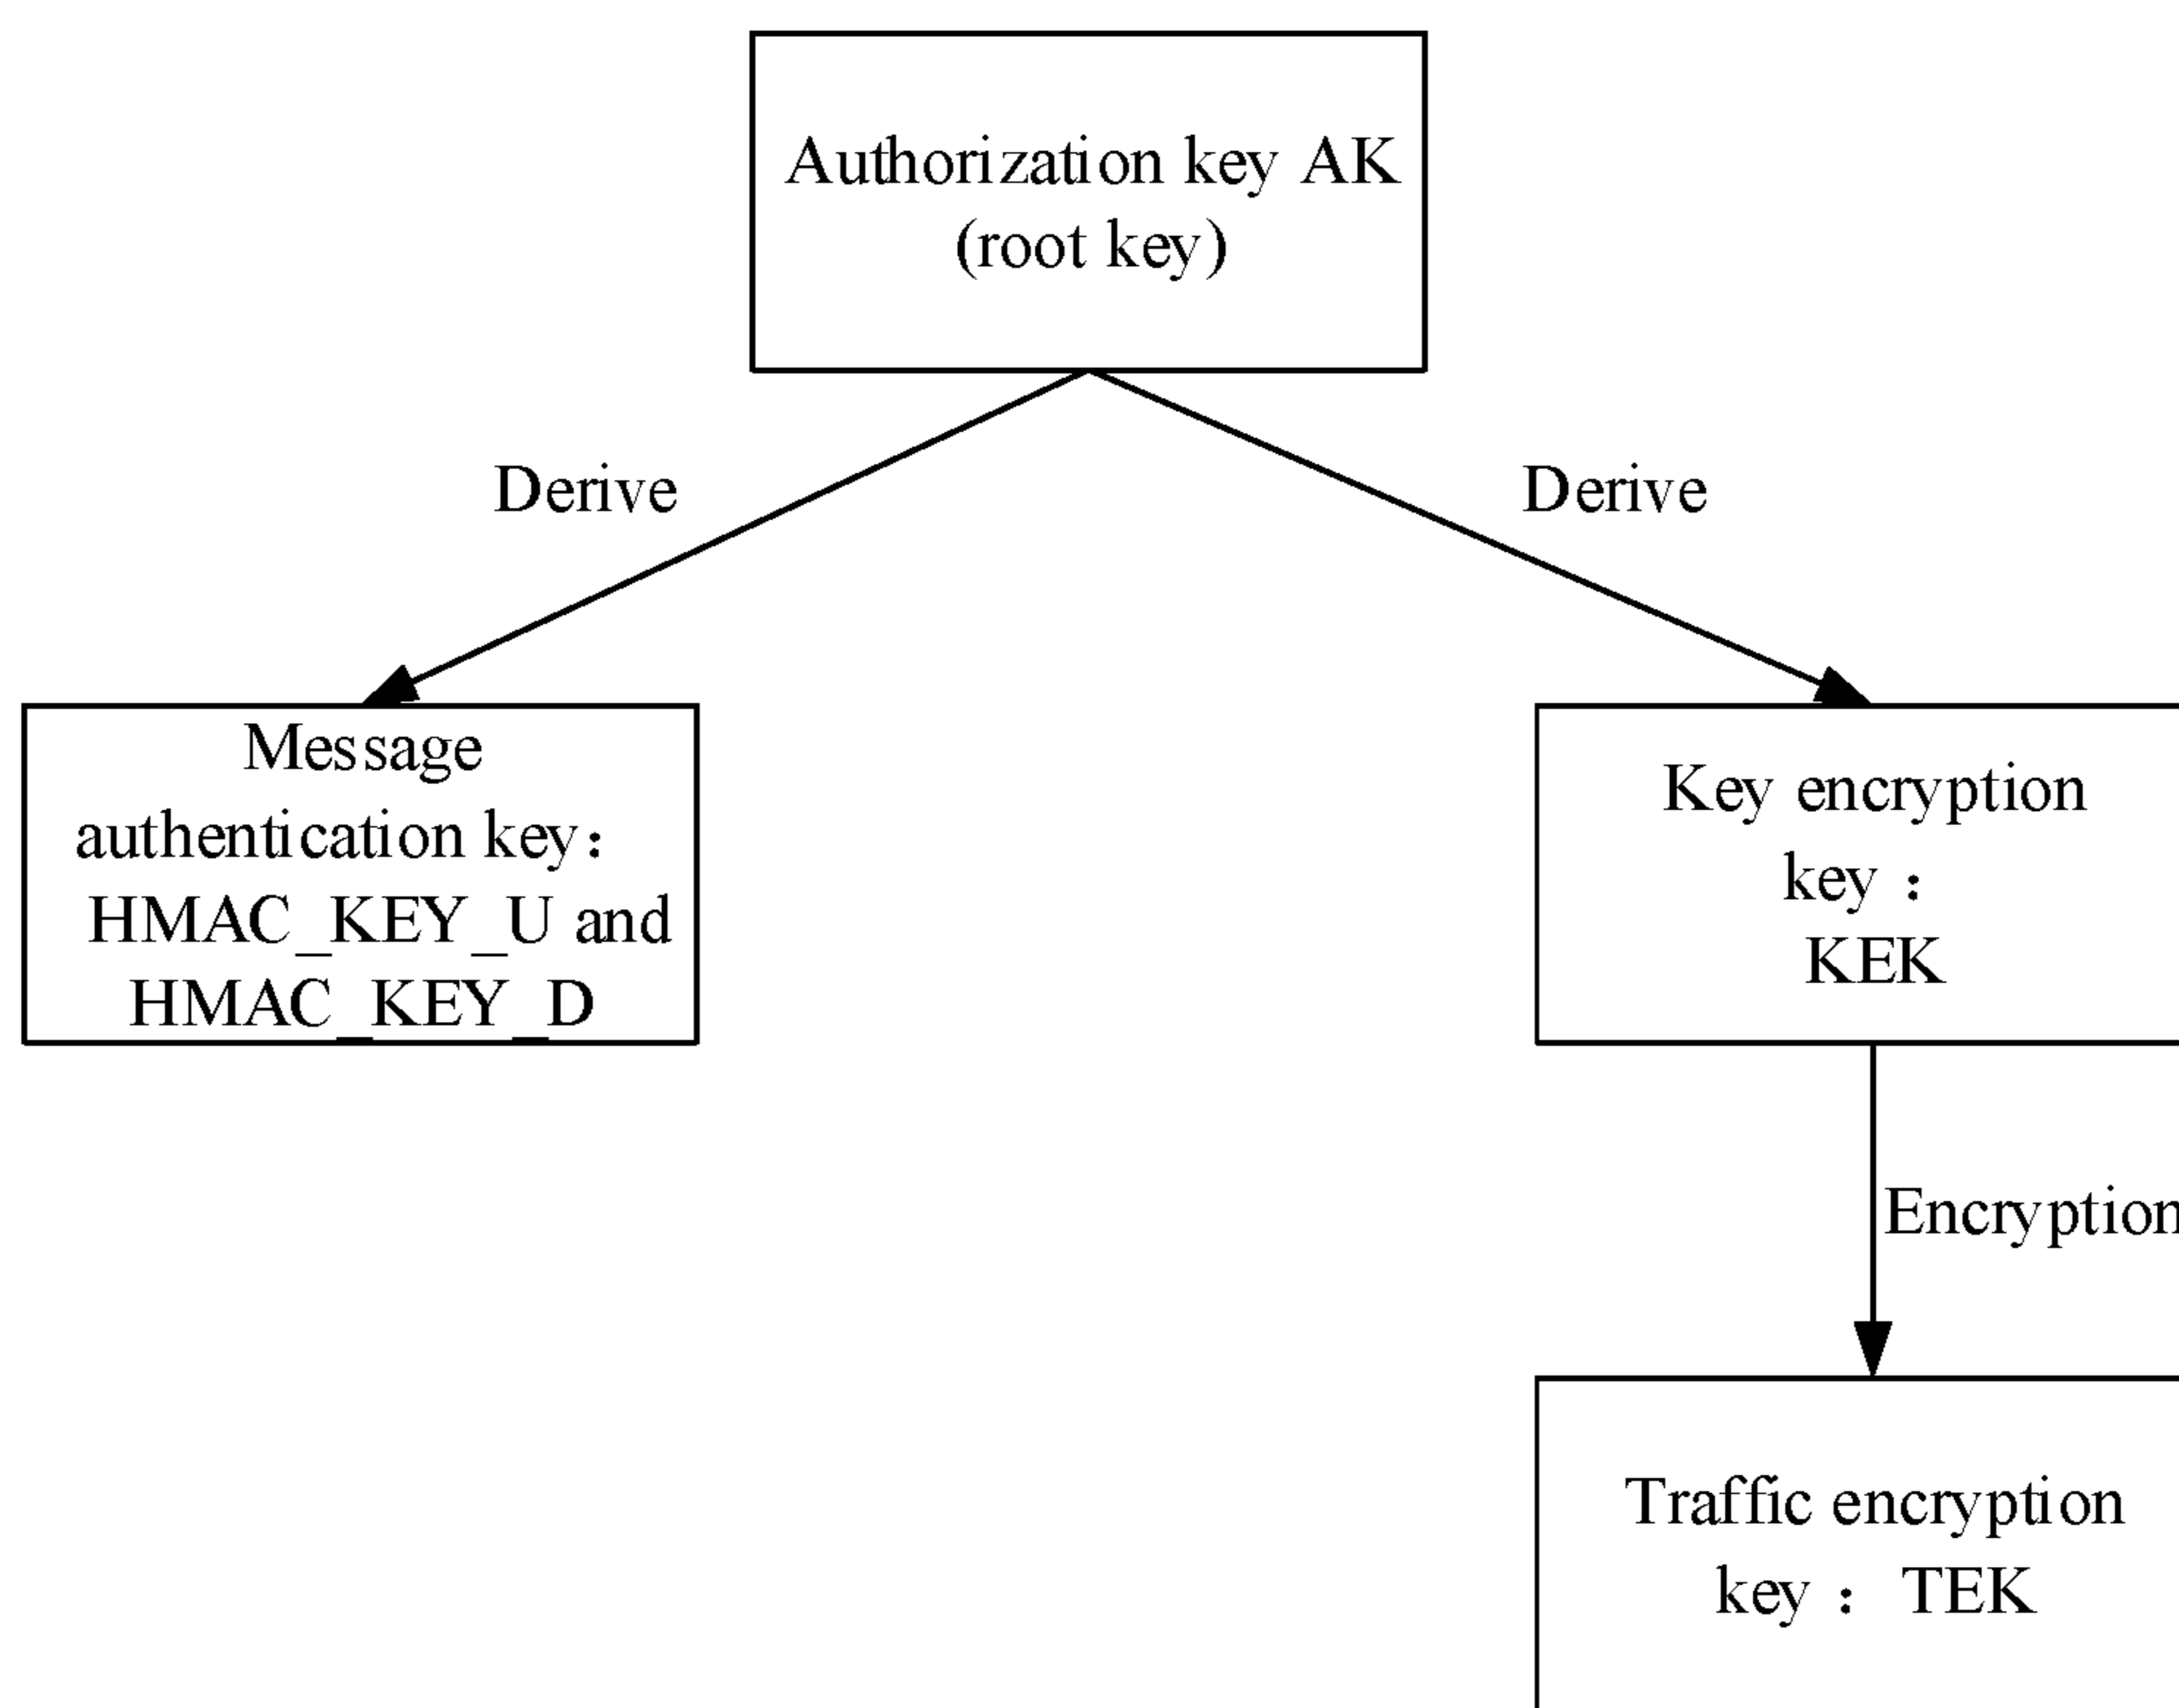 Authorization key AK
(root key)
Derive
Derive
Message
authentication key:
HMAC_KEY_U and
HMAC_KEY_D
Key encryption
key :
KEK
Encryption
Traffic encryption
key : TEK